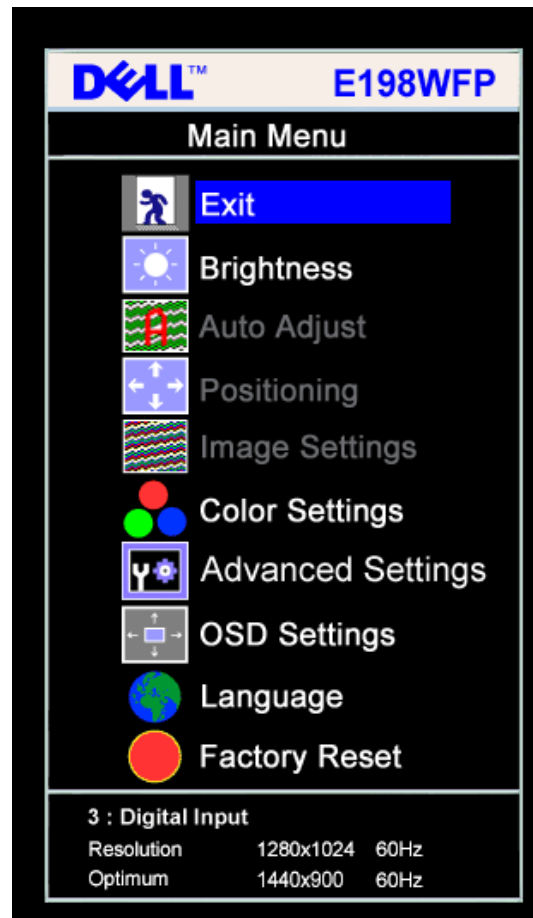 DELL™ E198WFP
Main Menu
Exit
Brightness
Auto Adjust
Positioning
Image Settings
Color Settings
Advanced Settings
OSD Settings
Language
Factory Reset
3 : Digital Input
Resolution 1280x1024 60Hz
Optimum 1440x900 60Hz